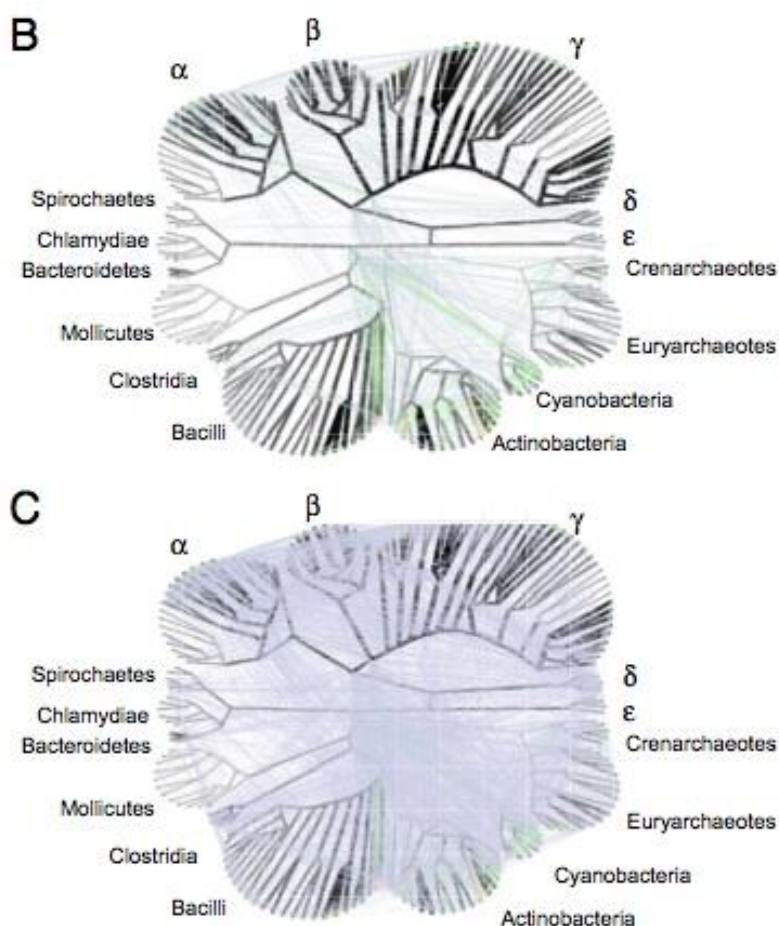 B
β
γ
α
Spirochaetes
δ
Chlamydiae
ε
Bacteroidetes
Crenarchaeotes
Mollicutes
Euryarchaeotes
Clostridia
Cyanobacteria
Bacilli
Actinobacteria
C
β
γ
α
Spirochaetes
δ
Chlamydiae
ε
Bacteroidetes
Crenarchaeotes
Mollicutes
Euryarchaeotes
Clostridia
Cyanobacteria
Bacilli
Actinobacteria